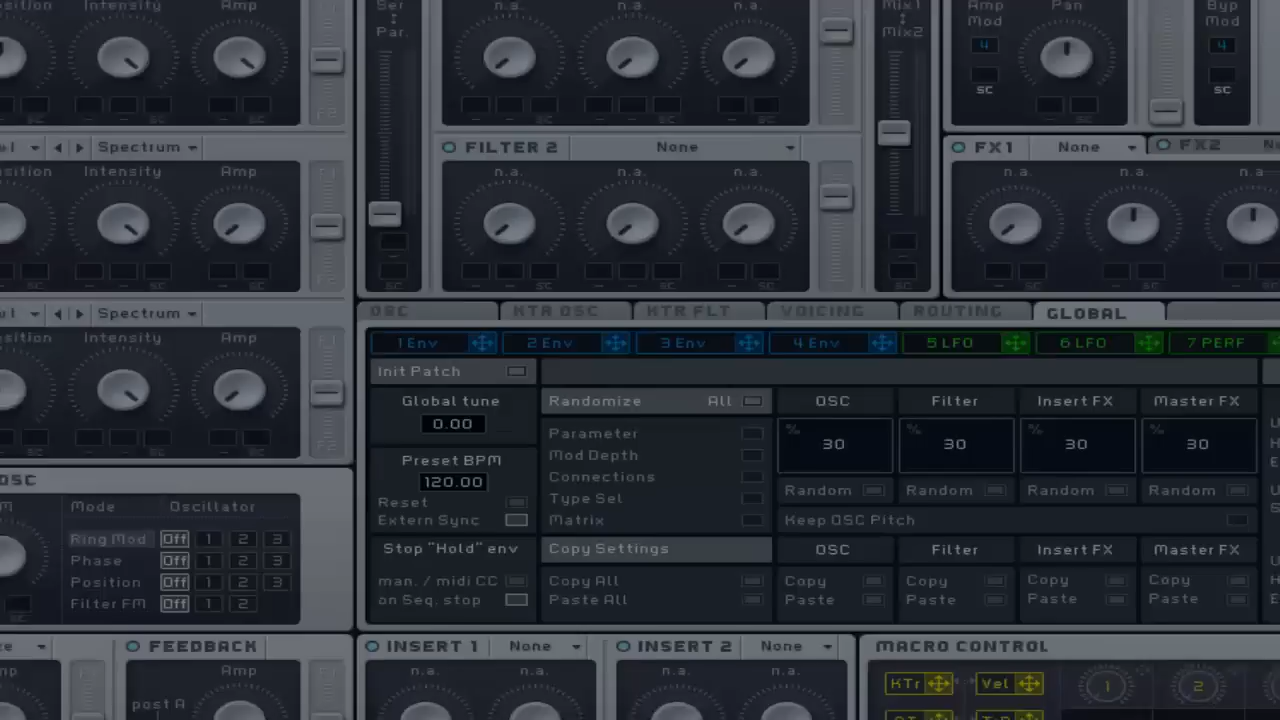 Intensity Amp
Ser
Par.
n.a. n.a. n.a.
Mix1
Mix2
Amp Mod
Pan
Byp Mod
4 4
SC SC
Spectrum
Intensity Amp
FILTER 2 None
n.a. n.a. n.a.
FX1 None FX2
n.a. n.a. n.a.
Spectrum
Intensity Amp
OSC KTR OSC KTR FLT VOICING ROUTING GLOBAL
1 Env 2 Env 3 Env 4 Env 5 LFO 6 LFO 7 PERF
Init Patch
Global tune
0.00
Preset BPM
120.00
Reset
Extern Sync
Stop "Hold" env
man. / midi CC
on Seq. stop
Randomize All
Parameter
Mod Depth
Connections
Type Sel
Matrix
OSC Filter Insert FX Master FX
% 30 % 30 % 30 % 30
Random Random Random Random
Keep OSC Pitch
Copy Settings OSC Filter Insert FX Master FX
Copy All Copy Copy Copy Copy
Paste All Paste Paste Paste Paste
OSC
Mode Oscillator
Ring Mod Off 1 2 3
Phase Off 1 2 3
Position Off 1 2 3
Filter FM Off 1 2
FEEDBACK
Amp
post A
INSERT 1 None INSERT 2 None
n.a. n.a. n.a. n.a.
MACRO CONTROL
KTr Vel 1 2